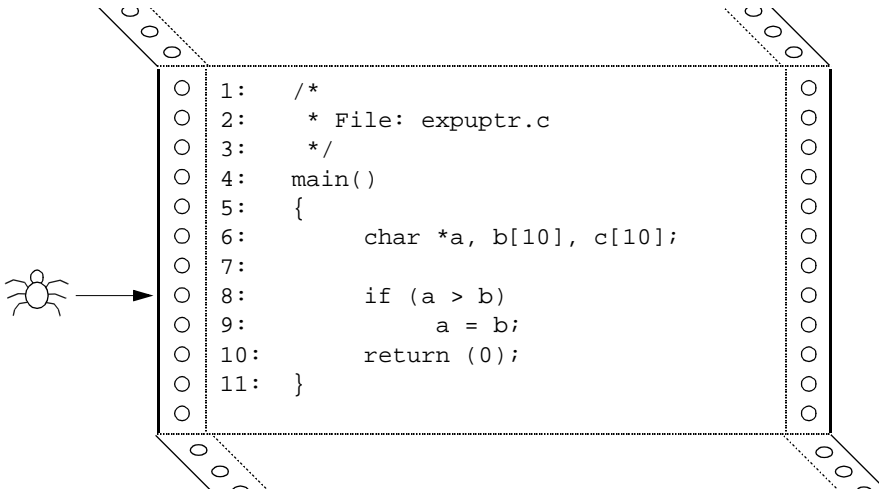 1: /*
2: * File: expuptr.c
3: */
4: main()
5: {
6: char *a, b[10], c[10];
7:
8: if (a > b)
9: a = b;
10: return (0);
11: }